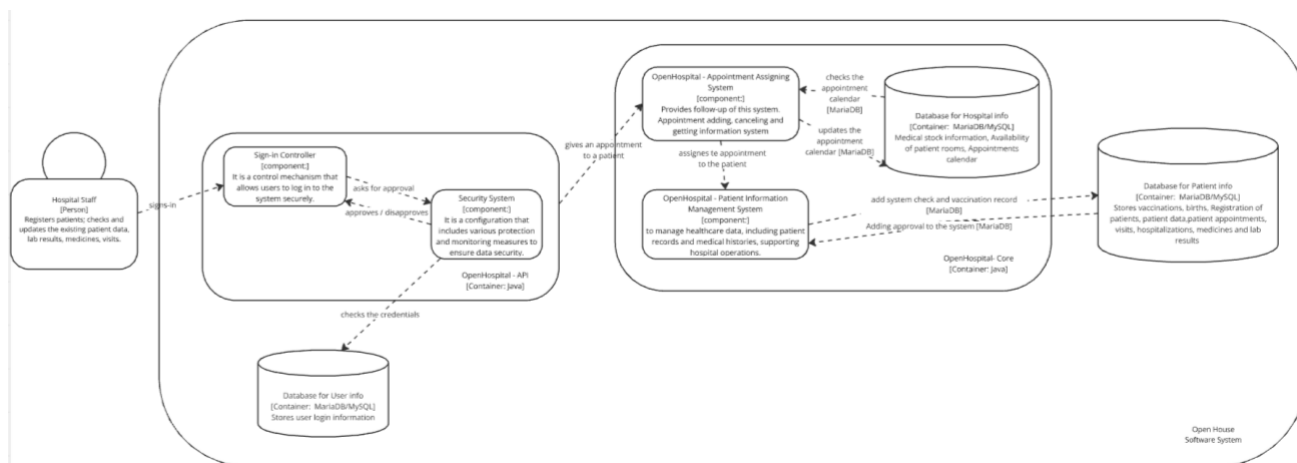 Hospital Staff
[Person]
Registers patients; checks and
updates the existing patient data,
lab results, medicines, visits.
signs-in
Sign-in Controller
[component:]
It is a control mechanism that
allows users to log in to the
system securely.
asks for approval
approves / disapproves
Security System
[component:]
It is a configuration that
includes various protection
and monitoring measures to
ensure data security.
OpenHospital - API
[Container: Java]
checks the credentials
Database for User info
[Container: MariaDB/MySQL]
Stores user login information
gives an appointment
to a patient
OpenHospital - Appointment Assigning
System
[component:]
Provides follow-up of this system.
Appointment adding, canceling and
getting information system
checks the
appointment
calendar
[MariaDB]
updates the
appointment
calendar [MariaDB]
Database for Hospital info
[Container: MariaDB/MySQL]
Medical stock information, Availability
of patient rooms, Appointments
calendar
assignes te appointment
to the patient
OpenHospital - Patient Information
Management System
[component:]
to manage healthcare data, including patient
records and medical histories, supporting
hospital operations.
add system check and vaccination record
[MariaDB]
Adding approval to the system [MariaDB]
OpenHospital- Core
[Container: Java]
Database for Patient info
[Container: MariaDB/MySQL]
Stores vaccinations, births, Registration of
patients, patient data,patient appointments,
visits, hospitalizations, medicines and lab
results
Open House
Software System